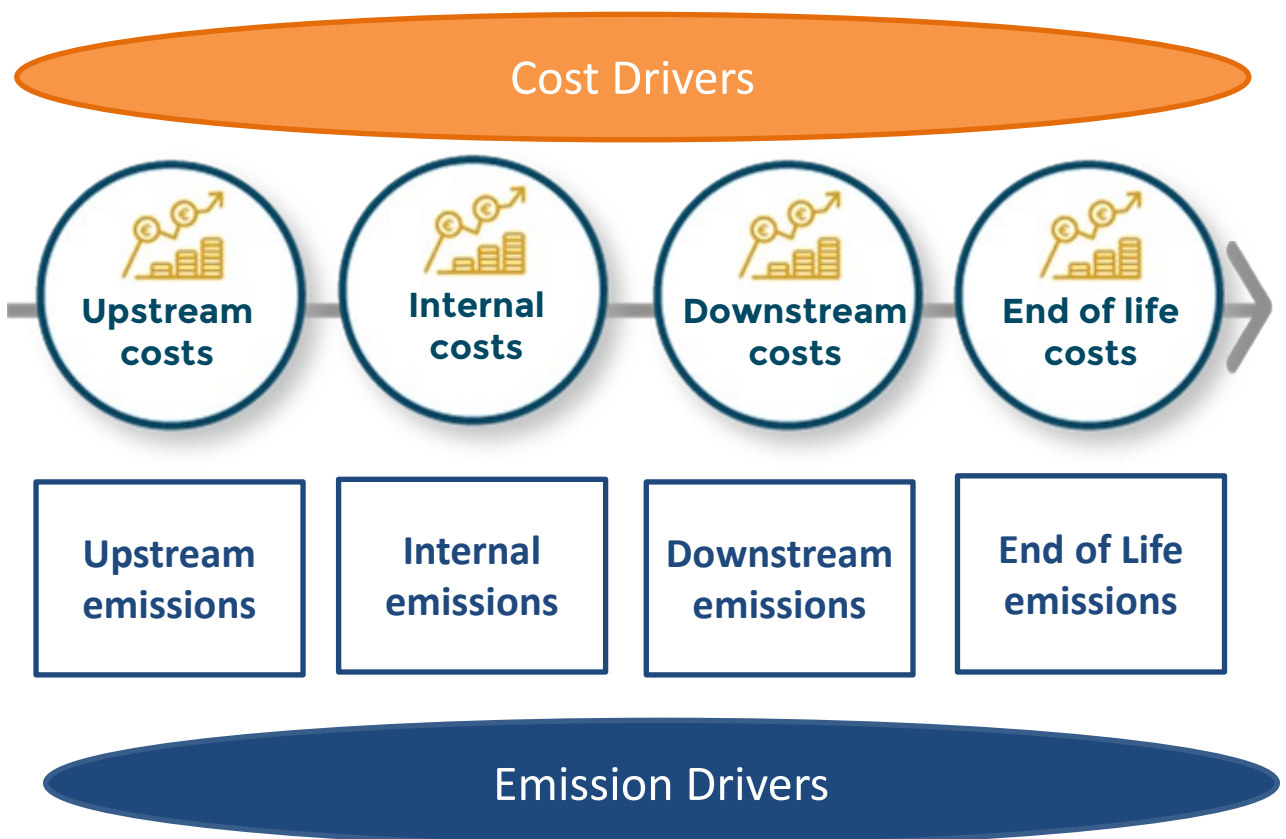 Cost Drivers
Upstream
costs
Internal
costs
Downstream
costs
End of life
costs
Upstream
emissions
Internal
emissions
Downstream
emissions
End of Life
emissions
Emission Drivers